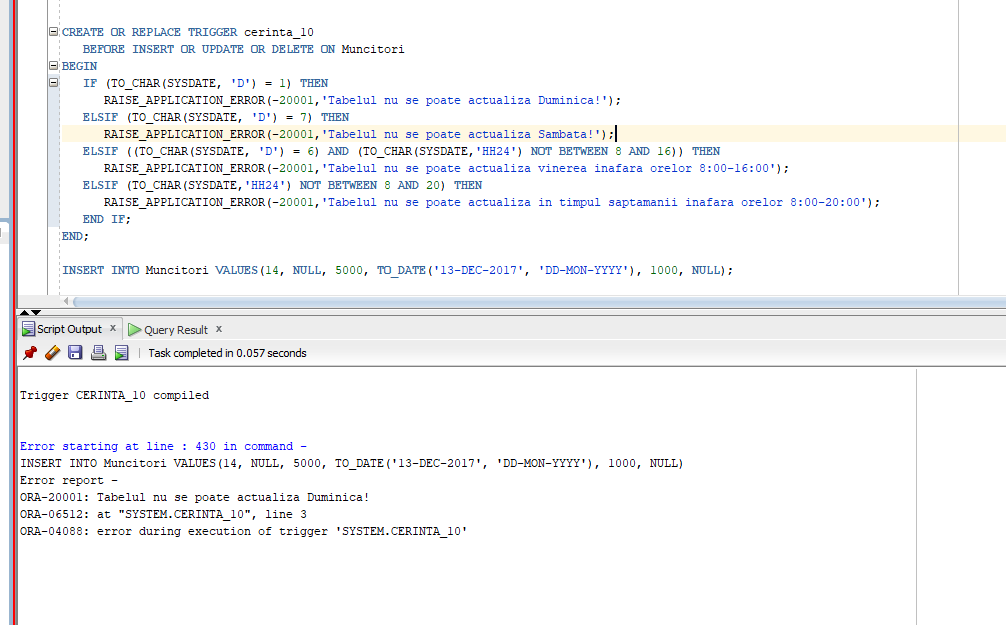 CREATE OR REPLACE TRIGGER cerinta_10
BEFORE INSERT OR UPDATE OR DELETE ON Muncitori
BEGIN
IF (TO_CHAR(SYSDATE, 'D') = 1) THEN
RAISE_APPLICATION_ERROR(-20001,'Tabelul nu se poate actualiza Duminica!');
ELSIF (TO_CHAR(SYSDATE, 'D') = 7) THEN
RAISE_APPLICATION_ERROR(-20001,'Tabelul nu se poate actualiza Sambata!');
ELSIF ((TO_CHAR(SYSDATE, 'D') = 6) AND (TO_CHAR(SYSDATE,'HH24') NOT BETWEEN 8 AND 16)) THEN
RAISE_APPLICATION_ERROR(-20001,'Tabelul nu se poate actualiza vinerea inafara orelor 8:00-16:00');
ELSIF (TO_CHAR(SYSDATE,'HH24') NOT BETWEEN 8 AND 20) THEN
RAISE_APPLICATION_ERROR(-20001,'Tabelul nu se poate actualiza in timpul saptamanii inafara orelor 8:00-20:00');
END IF;
END;
INSERT INTO Muncitori VALUES(14, NULL, 5000, TO_DATE('13-DEC-2017', 'DD-MON-YYYY'), 1000, NULL);
Script Output x Query Result x
Task completed in 0.057 seconds
Trigger CERINTA_10 compiled
Error starting at line : 430 in command -
INSERT INTO Muncitori VALUES(14, NULL, 5000, TO_DATE('13-DEC-2017', 'DD-MON-YYYY'), 1000, NULL)
Error report -
ORA-20001: Tabelul nu se poate actualiza Duminica!
ORA-06512: at "SYSTEM.CERINTA_10", line 3
ORA-04088: error during execution of trigger 'SYSTEM.CERINTA_10'